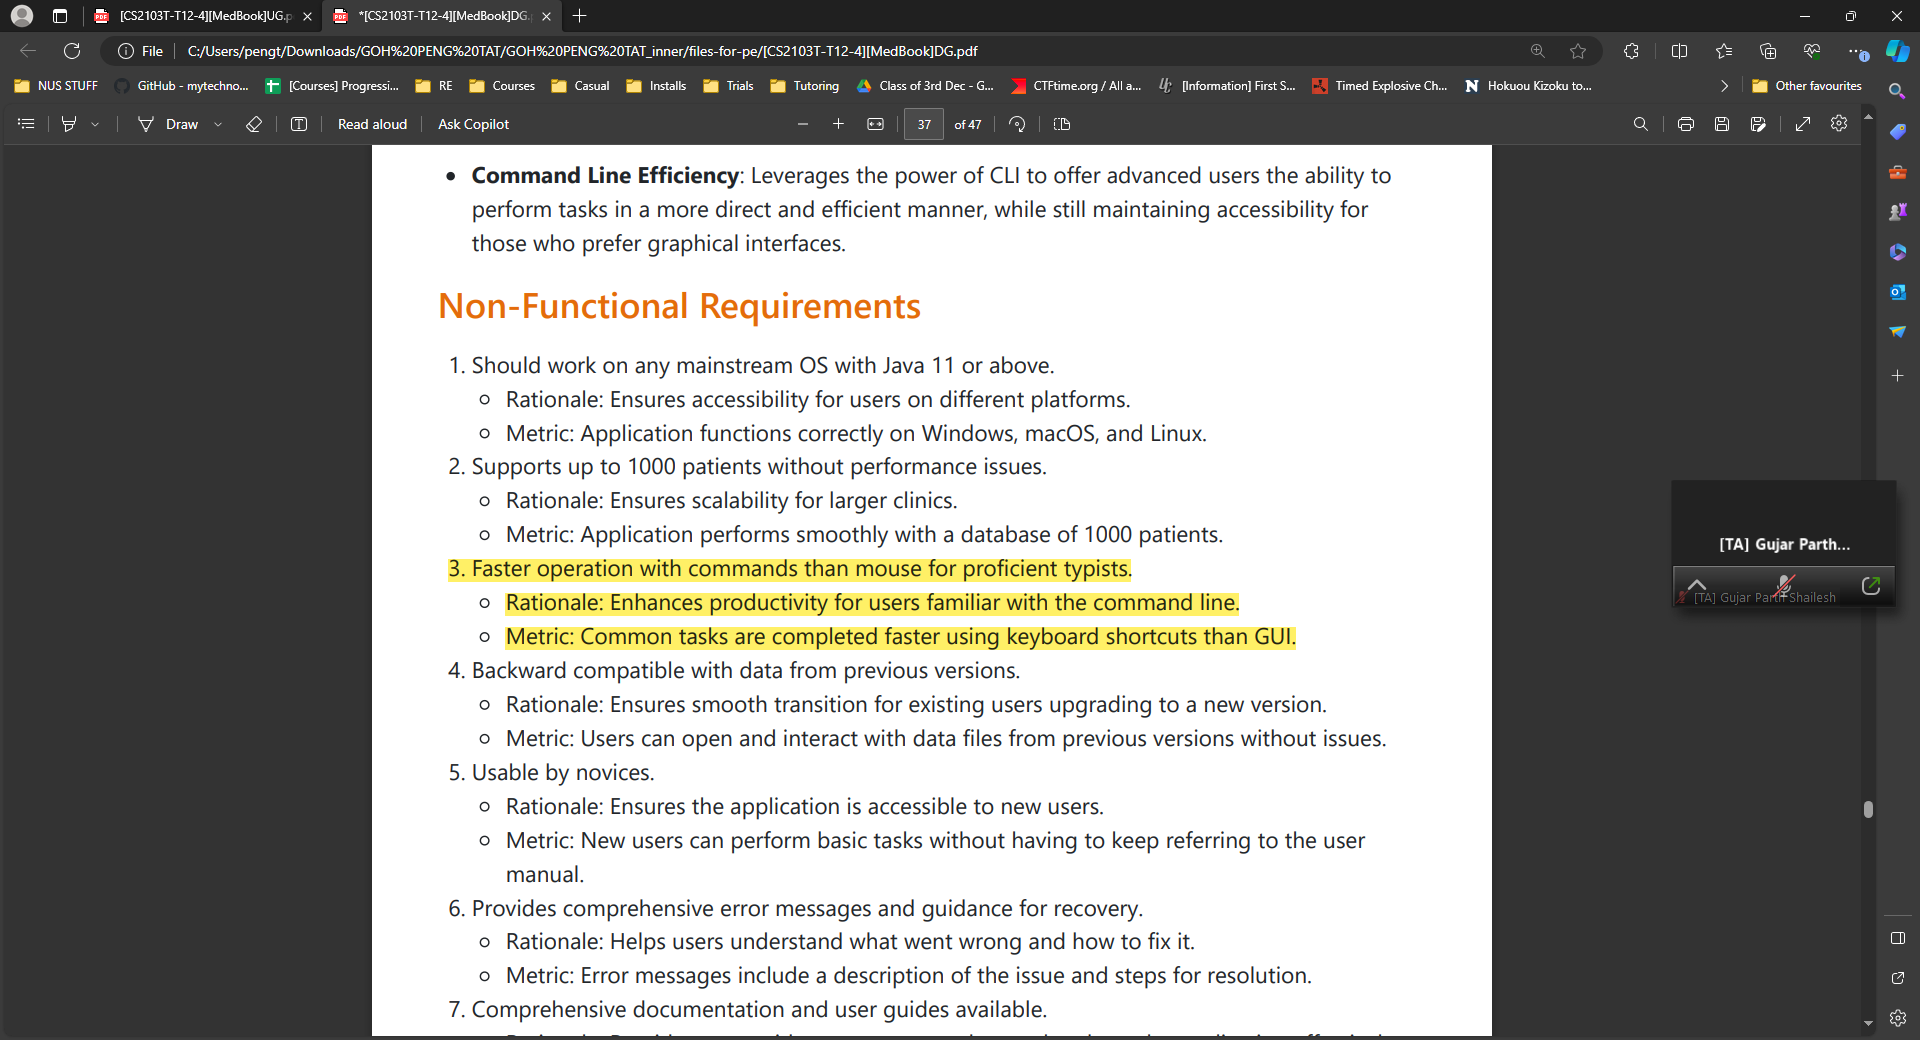 [CS2103T-T12-4][MedBook]UG.p
*[CS2103T-T12-4][MedBook]DG.
File
C:/Users/pengt/Downloads/GOH%20PENG%20TAT/GOH%20PENG%20TAT_inner/files-for-pe/[CS2103T-T12-4][MedBook]DG.pdf
NUS STUFF
GitHub - mytechno...
[Courses] Progressi...
RE
Courses
Casual
Installs
Trials
Tutoring
Class of 3rd Dec - G...
CTFtime.org / All a...
[Information] First S...
Timed Explosive Ch...
Hokuou Kizoku to...
Other favourites
Draw
Read aloud
Ask Copilot
37
of 47
• Command Line Efficiency: Leverages the power of CLI to offer advanced users the ability to
perform tasks in a more direct and efficient manner, while still maintaining accessibility for
those who prefer graphical interfaces.
Non-Functional Requirements
1. Should work on any mainstream OS with Java 11 or above.
Rationale: Ensures accessibility for users on different platforms.
Metric: Application functions correctly on Windows, macOS, and Linux.
2. Supports up to 1000 patients without performance issues.
Rationale: Ensures scalability for larger clinics.
Metric: Application performs smoothly with a database of 1000 patients.
3. Faster operation with commands than mouse for proficient typists.
Rationale: Enhances productivity for users familiar with the command line.
Metric: Common tasks are completed faster using keyboard shortcuts than GUI.
4. Backward compatible with data from previous versions.
Rationale: Ensures smooth transition for existing users upgrading to a new version.
Metric: Users can open and interact with data files from previous versions without issues.
5. Usable by novices.
Rationale: Ensures the application is accessible to new users.
Metric: New users can perform basic tasks without having to keep referring to the user
manual.
6. Provides comprehensive error messages and guidance for recovery.
Rationale: Helps users understand what went wrong and how to fix it.
Metric: Error messages include a description of the issue and steps for resolution.
7. Comprehensive documentation and user guides available.
[TA] Gujar Parth...
[TA] Gujar Parth Shailesh